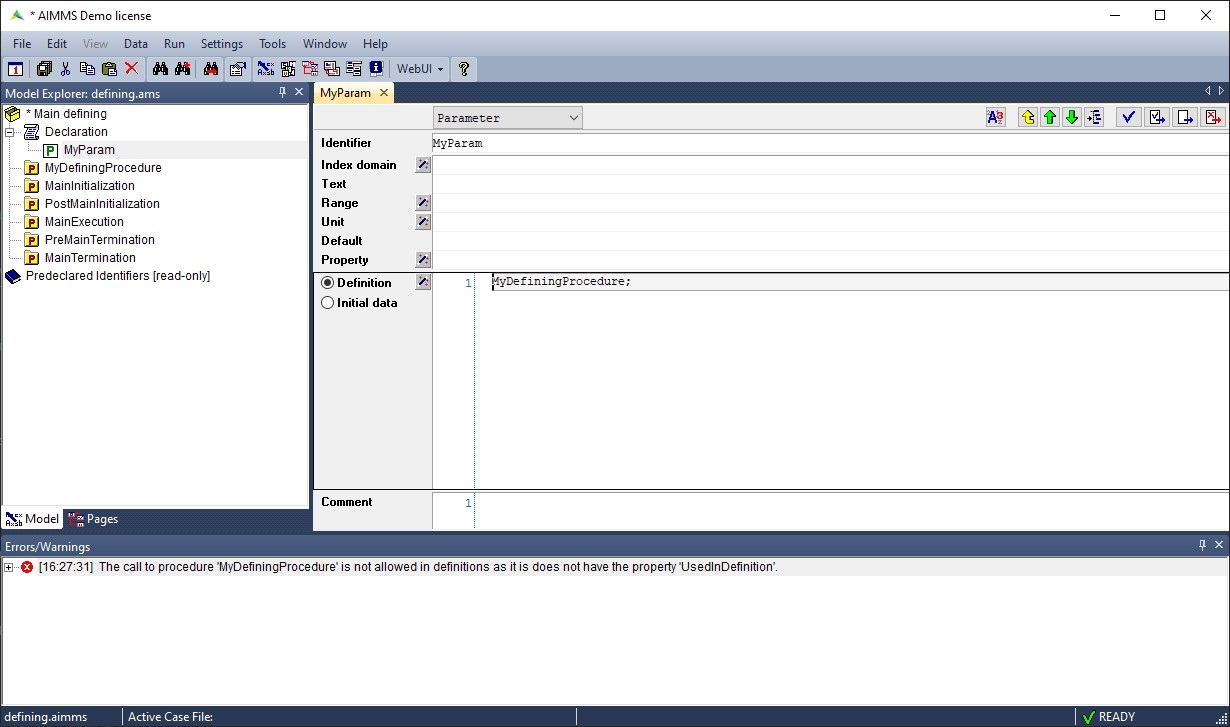 * AIMMS Demo license
File Edit View Data Run Settings Tools Window Help
1 WebUI ?
Model Explorer: defining.ams
MyParam
* Main defining
Declaration
P MyParam
P MyDefiningProcedure
P MainInitialization
P PostMainInitialization
P MainExecution
P PreMainTermination
P MainTermination
Predeclared Identifiers [read-only]
Model Pages
Parameter
Identifier MyParam
Index domain
Text
Range
Unit
Default
Property
Definition 1 MyDefiningProcedure;
Initial data
Comment 1
Errors/Warnings
[16:27:31] The call to procedure 'MyDefiningProcedure' is not allowed in definitions as it is does not have the property 'UsedInDefinition'.
defining.aimms Active Case File: READY